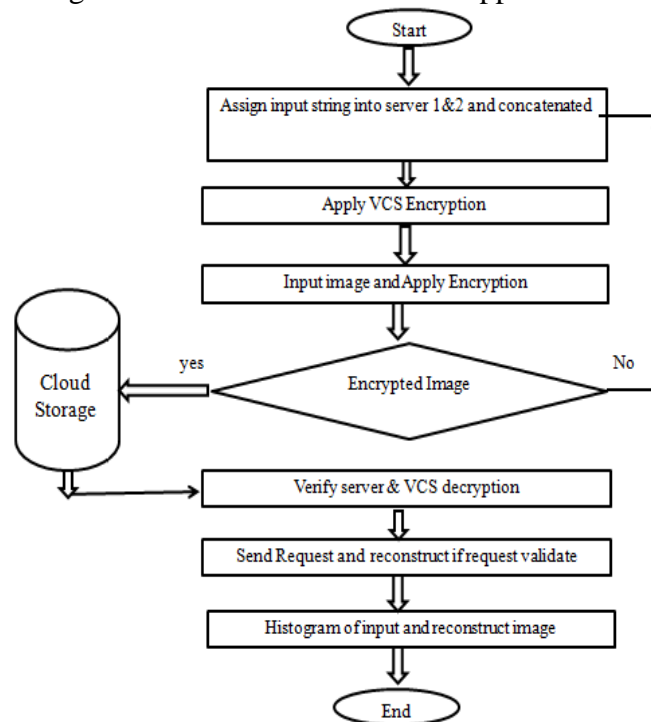 Start
Assign input string into server 1&2 and concatenated
Apply VCS Encryption
Input image and Apply Encryption
yes
No
Encrypted Image
Cloud
Storage
Verify server & VCS decryption
Send Request and reconstruct if request validate
Histogram of input and reconstruct image
End